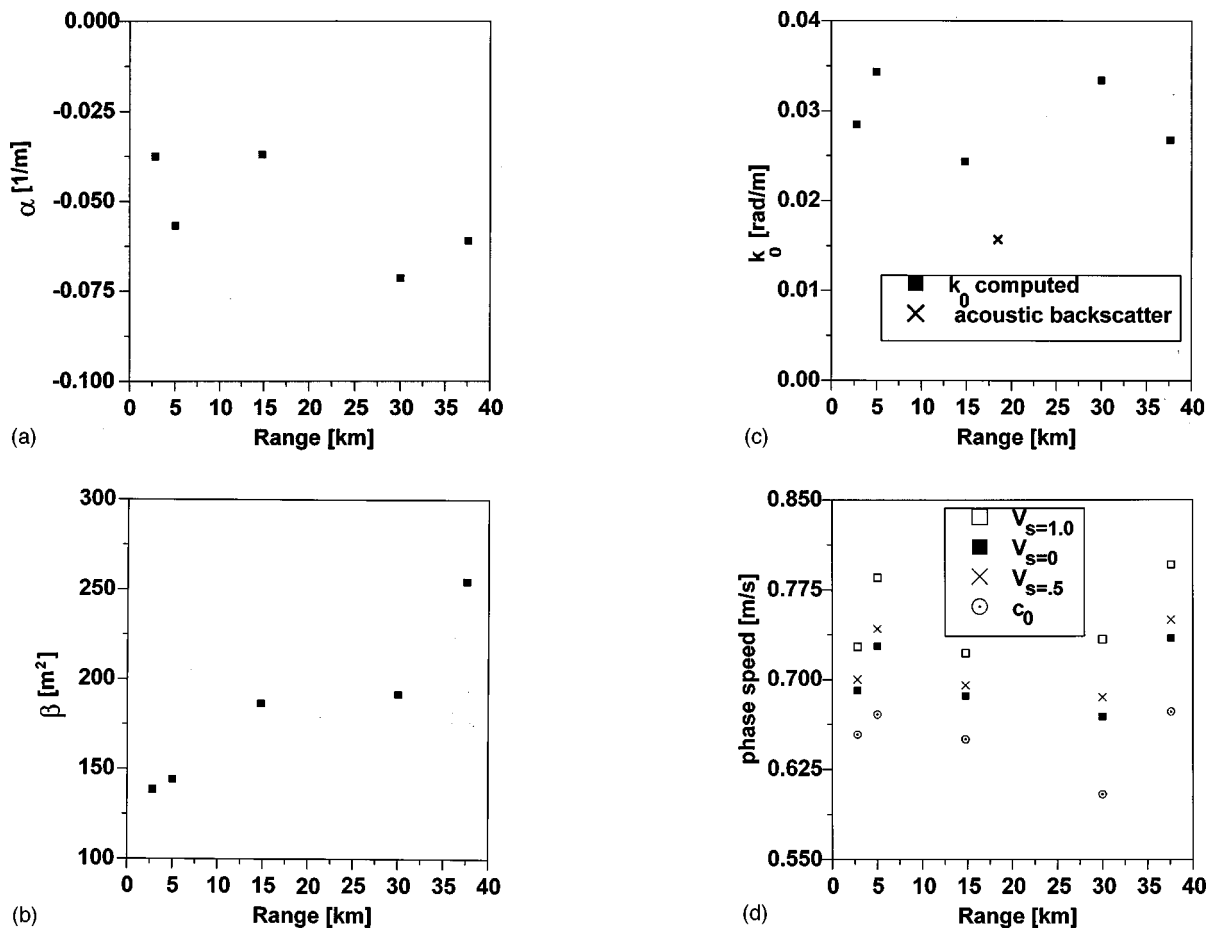 0.000
-0.025
-0.050
-0.075
-0.100
α [1/m]
0 5 10 15 20 25 30 35 40
Range [km]
(a)
300
250
200
150
100
β [m²]
0 5 10 15 20 25 30 35 40
Range [km]
(b)
0.04
0.03
0.02
0.01
0.00
k₀ [rad/m]
k₀ computed
acoustic backscatter
0 5 10 15 20 25 30 35 40
Range [km]
(c)
0.850
0.775
0.700
0.625
0.550
phase speed [m/s]
Vₛ₌₁.₀
Vₛ₌₀
Vₛ₌.₅
c₀
0 5 10 15 20 25 30 35 40
Range [km]
(d)